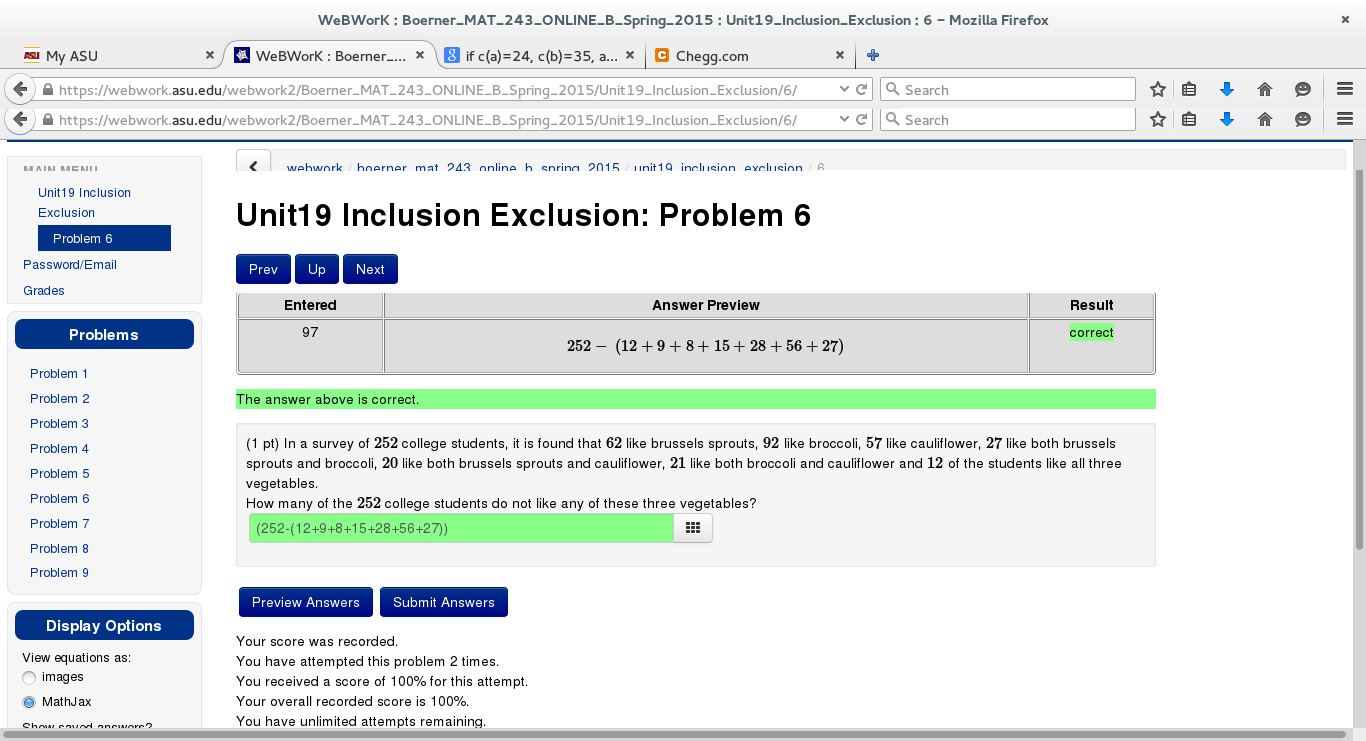 WeBWorK : Boerner_MAT_243_ONLINE_B_Spring_2015 : Unit19_Inclusion_Exclusion : 6 – Mozilla Firefox
My ASU
WeBWorK : Boerner_...
if c(a)=24, c(b)=35, a...
Chegg.com
https://webwork.asu.edu/webwork2/Boerner_MAT_243_ONLINE_B_Spring_2015/Unit19_Inclusion_Exclusion/6/
Search
https://webwork.asu.edu/webwork2/Boerner_MAT_243_ONLINE_B_Spring_2015/Unit19_Inclusion_Exclusion/6/
Search
MAIN MENU
webwork / boerner_mat_243_online_b_spring_2015 / unit19_inclusion_exclusion / 6
Unit19 Inclusion
Exclusion
Problem 6
Password/Email
Grades
Problems
Problem 1
Problem 2
Problem 3
Problem 4
Problem 5
Problem 6
Problem 7
Problem 8
Problem 9
Display Options
View equations as:
images
MathJax
Show saved answers?
Unit19 Inclusion Exclusion: Problem 6
Prev Up Next
Entered Answer Preview Result
97 252 − (12 + 9 + 8 + 15 + 28 + 56 + 27) correct
The answer above is correct.
(1 pt) In a survey of 252 college students, it is found that 62 like brussels sprouts, 92 like broccoli, 57 like cauliflower, 27 like both brussels
sprouts and broccoli, 20 like both brussels sprouts and cauliflower, 21 like both broccoli and cauliflower and 12 of the students like all three
vegetables.
How many of the 252 college students do not like any of these three vegetables?
(252-(12+9+8+15+28+56+27))
Preview Answers Submit Answers
Your score was recorded.
You have attempted this problem 2 times.
You received a score of 100% for this attempt.
Your overall recorded score is 100%.
You have unlimited attempts remaining.